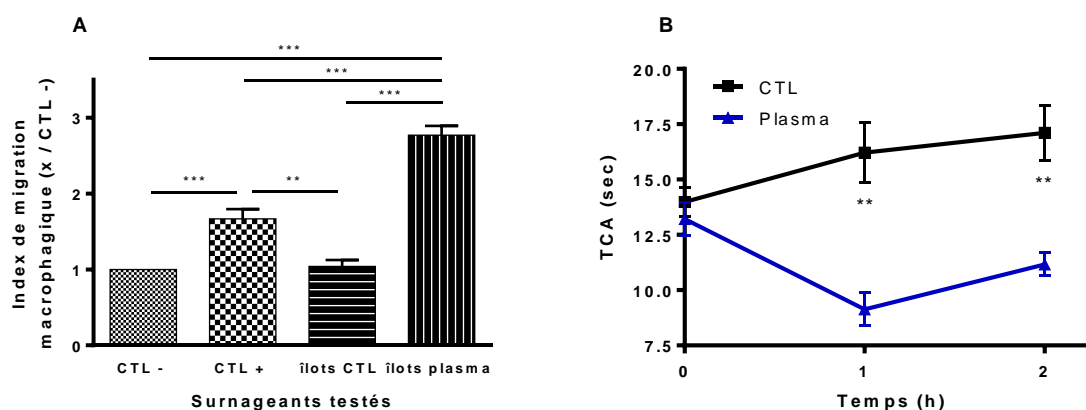 A
***
***
***
***
**
Index de migration
macrophagique (x / CTL -)
3
2
1
0
CTL -
CTL +
îlots CTL
îlots plasma
Surnageants testés
B
20.0
17.5
15.0
12.5
10.0
7.5
TCA (sec)
CTL
Plasma
**
**
0
1
2
Temps (h)